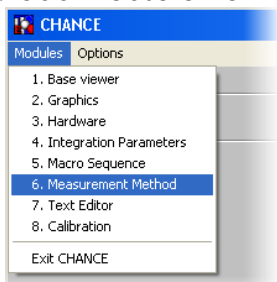 CHANCE
Modules Options
1. Base viewer
2. Graphics
3. Hardware
4. Integration Parameters
5. Macro Sequence
6. Measurement Method
7. Text Editor
8. Calibration
Exit CHANCE